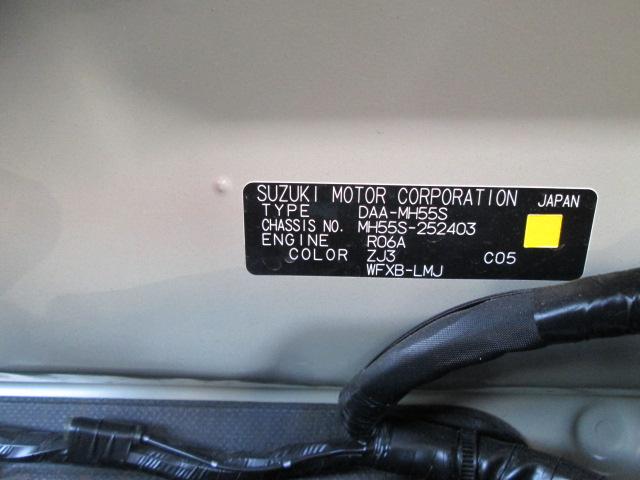 SUZUKI MOTOR CORPORATION JAPAN
TYPE DAA-MH55S
CHASSIS NO. MH55S-252403
ENGINE R06A
COLOR ZJ3 C05
WFXB-LMJ